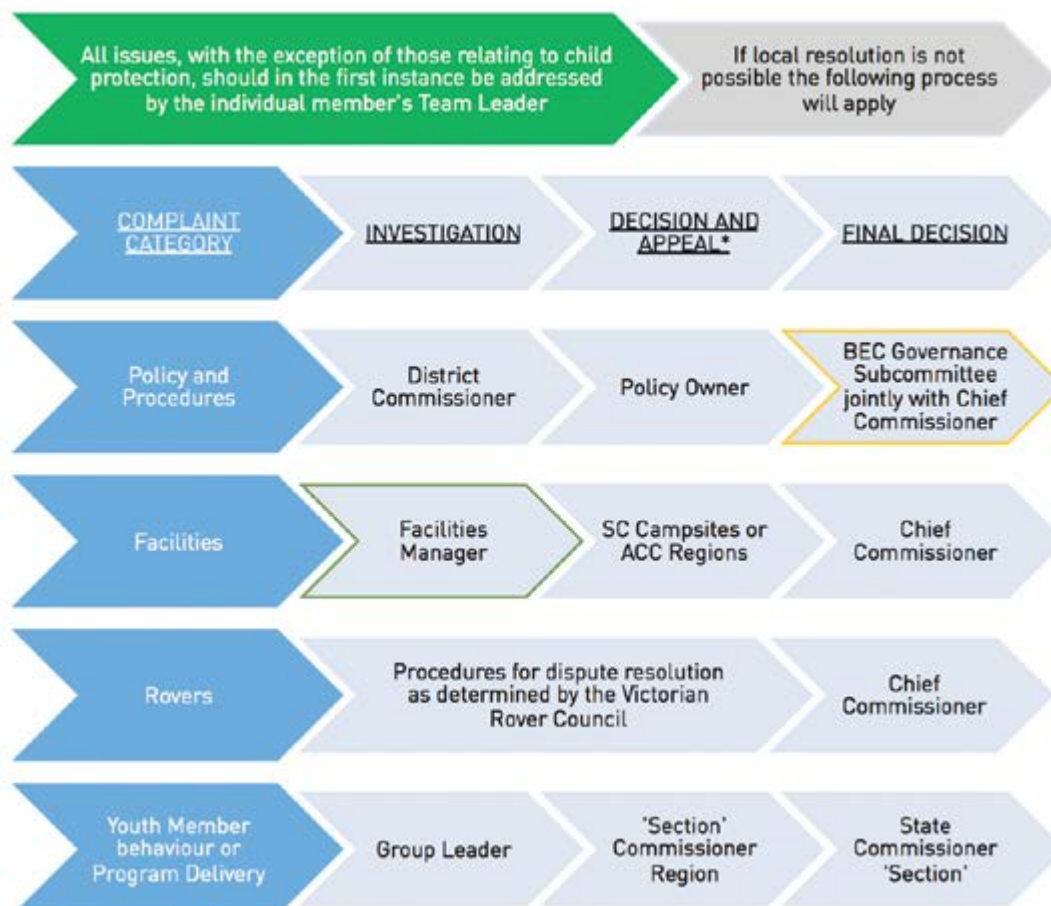 All issues, with the exception of those relating to child
protection, should in the first instance be addressed
by the individual member's Team Leader
If local resolution is not
possible the following process
will apply
COMPLAINT
CATEGORY
INVESTIGATION
DECISION AND
APPEAL*
FINAL DECISION
Policy and
Procedures
District
Commissioner
Policy Owner
BEC Governance
Subcommittee
jointly with Chief
Commissioner
Facilities
Facilities
Manager
SC Campsites or
ACC Regions
Chief
Commissioner
Rovers
Procedures for dispute resolution
as determined by the Victorian
Rover Council
Chief
Commissioner
Youth Member
behaviour or
Program Delivery
Group Leader
'Section'
Commissioner
Region
State
Commissioner
'Section'